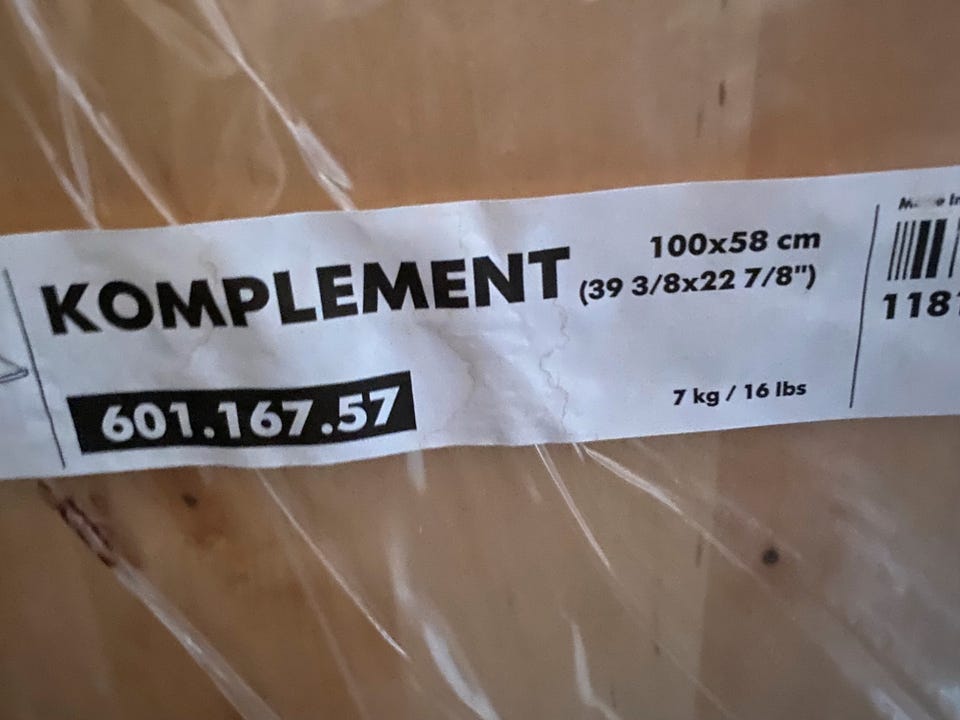 KOMPLEMENT
100x58 cm
(39 3/8x22 7/8")
601.167.57
7 kg / 16 lbs